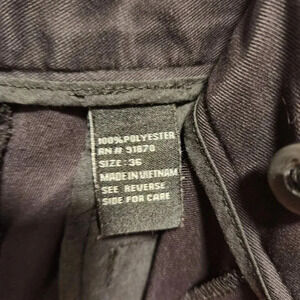 100% POLYESTER
RN # 91870
SIZE: 36
MADE IN VIETNAM
SEE REVERSE
SIDE FOR CARE